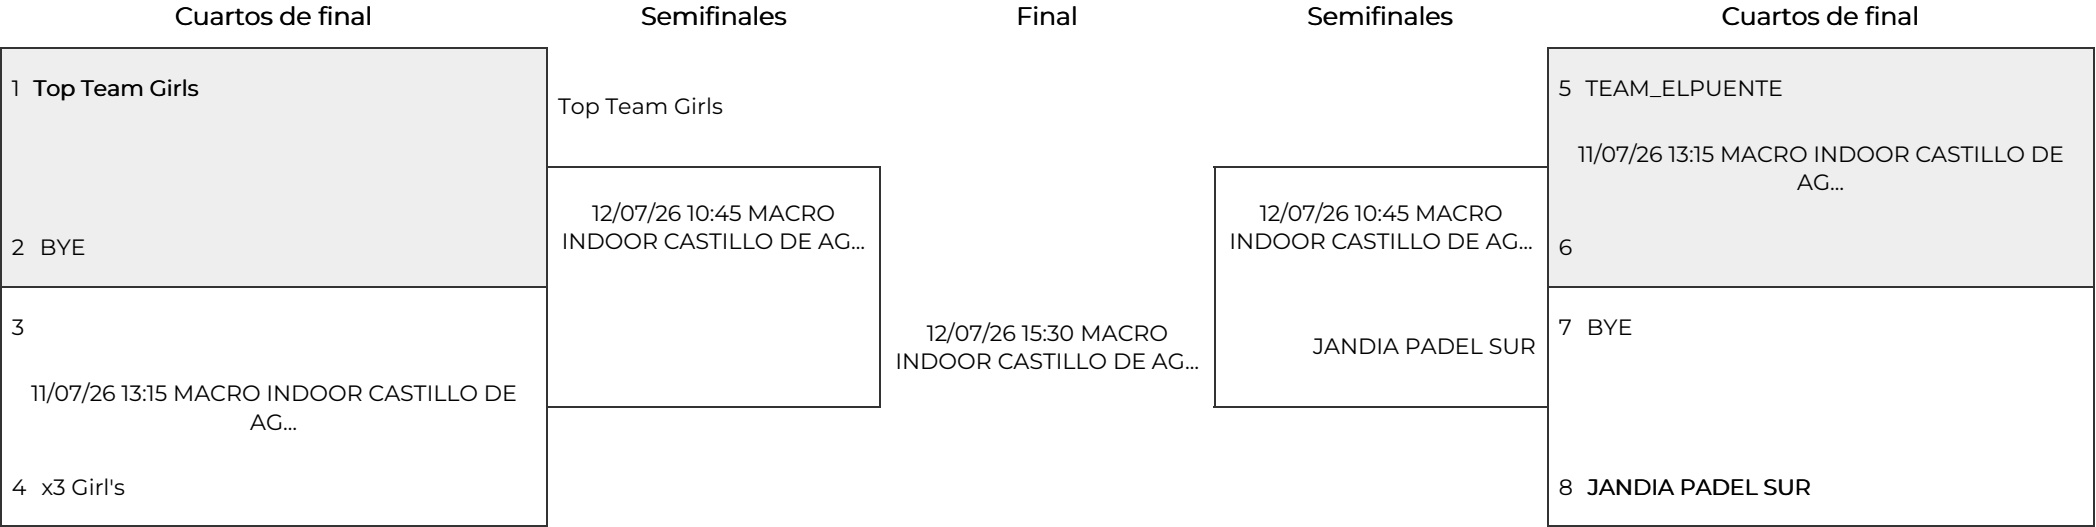 Cuartos de final
Semifinales
Final
Semifinales
Cuartos de final
1 Top Team Girls
2 BYE
3
11/07/26 13:15 MACRO INDOOR CASTILLO DE
AG...
4 x3 Girl's
Top Team Girls
12/07/26 10:45 MACRO
INDOOR CASTILLO DE AG...
12/07/26 15:30 MACRO
INDOOR CASTILLO DE AG...
12/07/26 10:45 MACRO
INDOOR CASTILLO DE AG...
JANDIA PADEL SUR
5 TEAM_ELPUENTE
11/07/26 13:15 MACRO INDOOR CASTILLO DE
AG...
6
7 BYE
8 JANDIA PADEL SUR